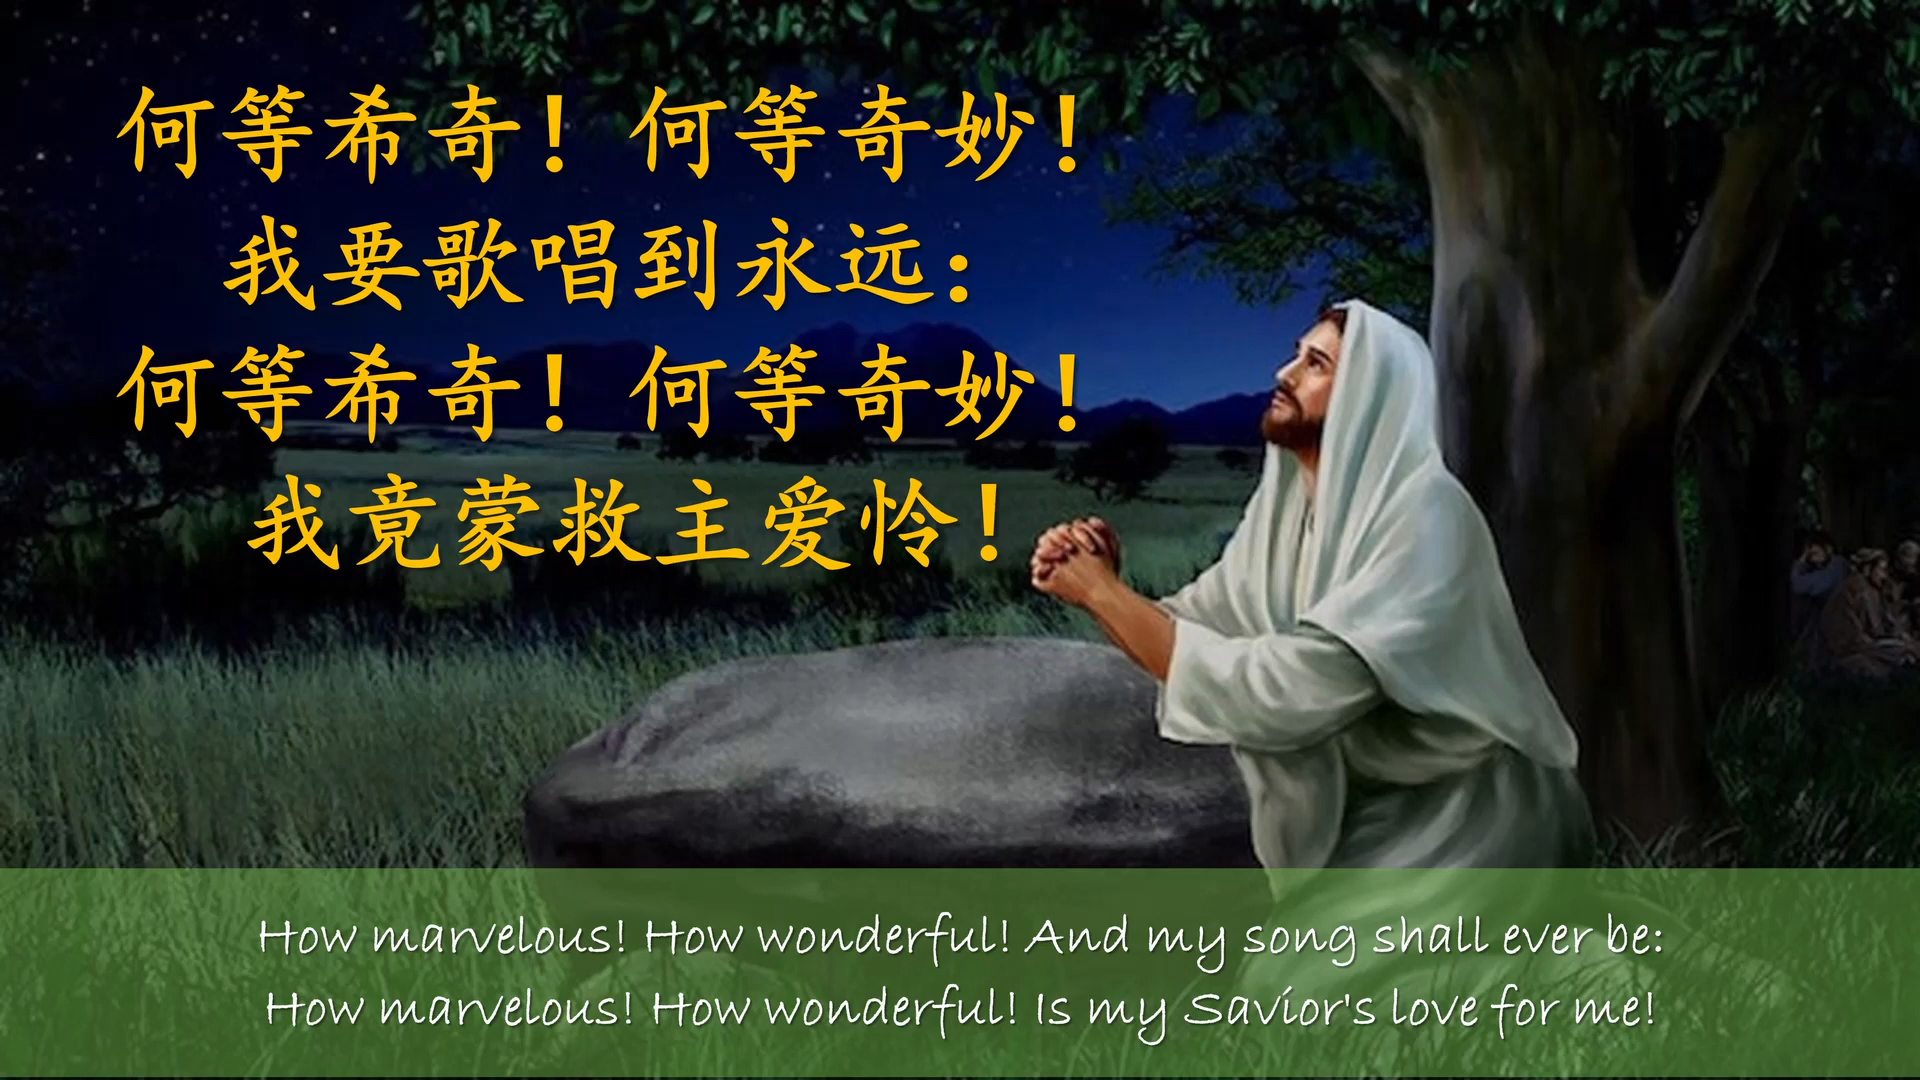 何等希奇！何等奇妙！
我要歌唱到永远：
何等希奇！何等奇妙！
我竟蒙救主爱怜！
How marvelous! How wonderful! And my song shall ever be:
How marvelous! How wonderful! Is my Savior's love for me!